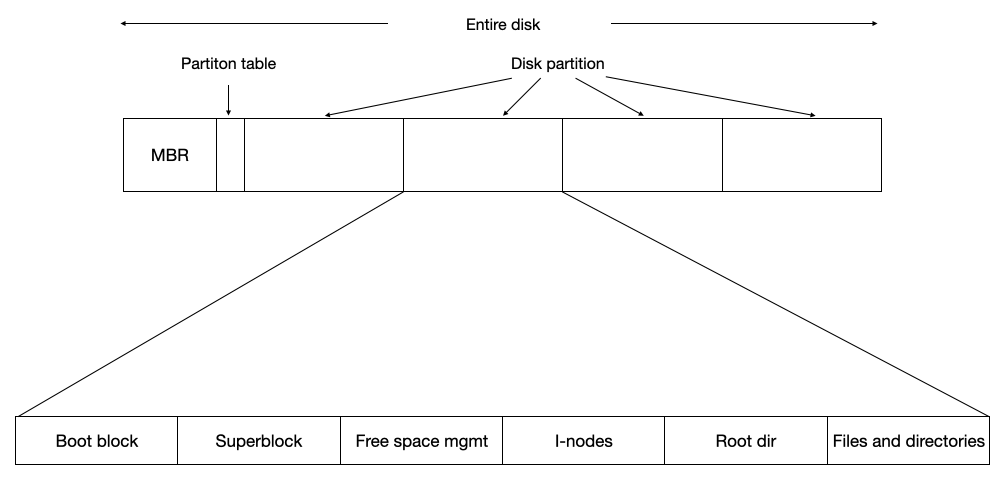 Entire disk
Partiton table
Disk partition
MBR
Boot block
Superblock
Free space mgmt
I-nodes
Root dir
Files and directories